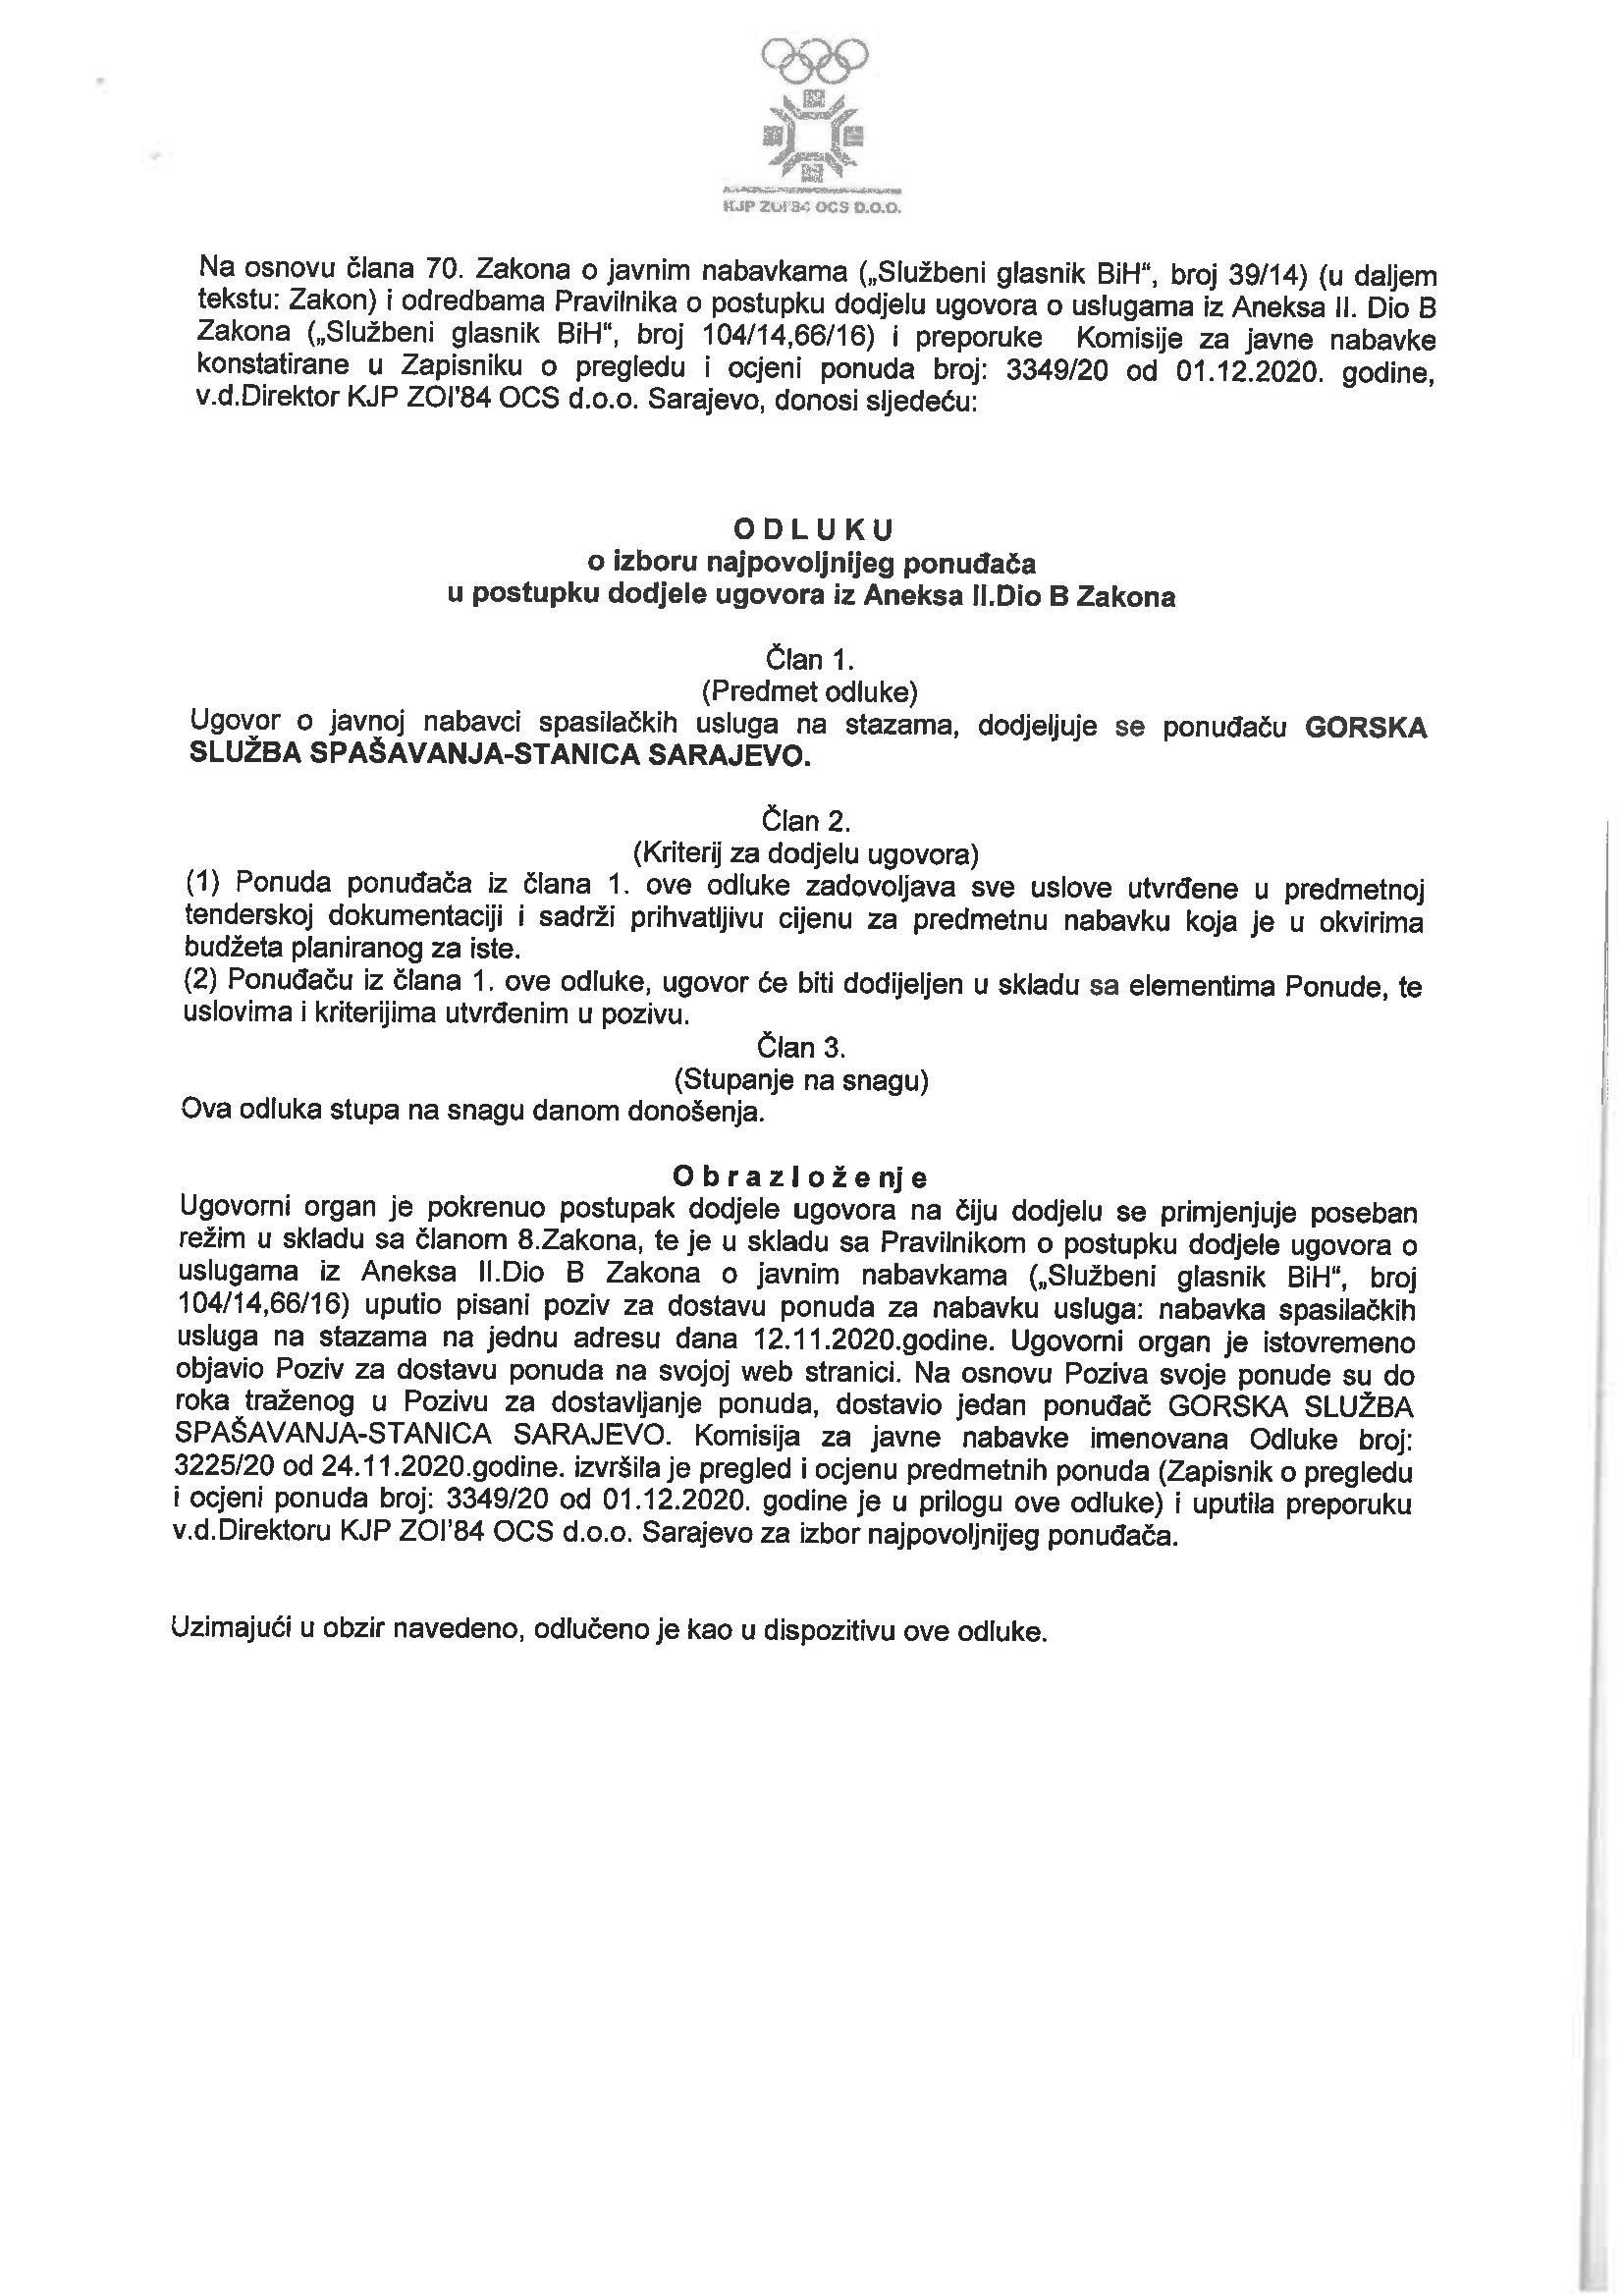 KJP ZOI'84 OCS D.O.O.
Na osnovu člana 70. Zakona o javnim nabavkama („Službeni glasnik BiH“, broj 39/14) (u daljem
tekstu: Zakon) i odredbama Pravilnika o postupku dodjelu ugovora o uslugama iz Aneksa II. Dio B
Zakona („Službeni glasnik BiH“, broj 104/14,66/16) i preporuke Komisije za javne nabavke
konstatirane u Zapisniku o pregledu i ocjeni ponuda broj: 3349/20 od 01.12.2020. godine,
v.d.Direktor KJP ZOI'84 OCS d.o.o. Sarajevo, donosi sljedeću:
O D L U K U
o izboru najpovoljnijeg ponuđača
u postupku dodjele ugovora iz Aneksa II.Dio B Zakona
Član 1.
(Predmet odluke)
Ugovor o javnoj nabavci spasilačkih usluga na stazama, dodjeljuje se ponuđaču GORSKA
SLUŽBA SPAŠAVANJA-STANICA SARAJEVO.
Član 2.
(Kriterij za dodjelu ugovora)
(1) Ponuda ponuđača iz člana 1. ove odluke zadovoljava sve uslove utvrđene u predmetnoj
tenderskoj dokumentaciji i sadrži prihvatljivu cijenu za predmetnu nabavku koja je u okvirima
budžeta planiranog za iste.
(2) Ponuđaču iz člana 1. ove odluke, ugovor će biti dodijeljen u skladu sa elementima Ponude, te
uslovima i kriterijima utvrđenim u pozivu.
Član 3.
(Stupanje na snagu)
Ova odluka stupa na snagu danom donošenja.
O b r a z l o ž e nj e
Ugovorni organ je pokrenuo postupak dodjele ugovora na čiju dodjelu se primjenjuje poseban
režim u skladu sa članom 8.Zakona, te je u skladu sa Pravilnikom o postupku dodjele ugovora o
uslugama iz Aneksa II.Dio B Zakona o javnim nabavkama („Službeni glasnik BiH“, broj
104/14,66/16) uputio pisani poziv za dostavu ponuda za nabavku usluga: nabavka spasilačkih
usluga na stazama na jednu adresu dana 12.11.2020.godine. Ugovorni organ je istovremeno
objavio Poziv za dostavu ponuda na svojoj web stranici. Na osnovu Poziva svoje ponude su do
roka traženog u Pozivu za dostavljanje ponuda, dostavio jedan ponuđač GORSKA SLUŽBA
SPAŠAVANJA-STANICA SARAJEVO. Komisija za javne nabavke imenovana Odluke broj:
3225/20 od 24.11.2020.godine. izvršila je pregled i ocjenu predmetnih ponuda (Zapisnik o pregledu
i ocjeni ponuda broj: 3349/20 od 01.12.2020. godine je u prilogu ove odluke) i uputila preporuku
v.d.Direktoru KJP ZOI'84 OCS d.o.o. Sarajevo za izbor najpovoljnijeg ponuđača.
Uzimajući u obzir navedeno, odlučeno je kao u dispozitivu ove odluke.